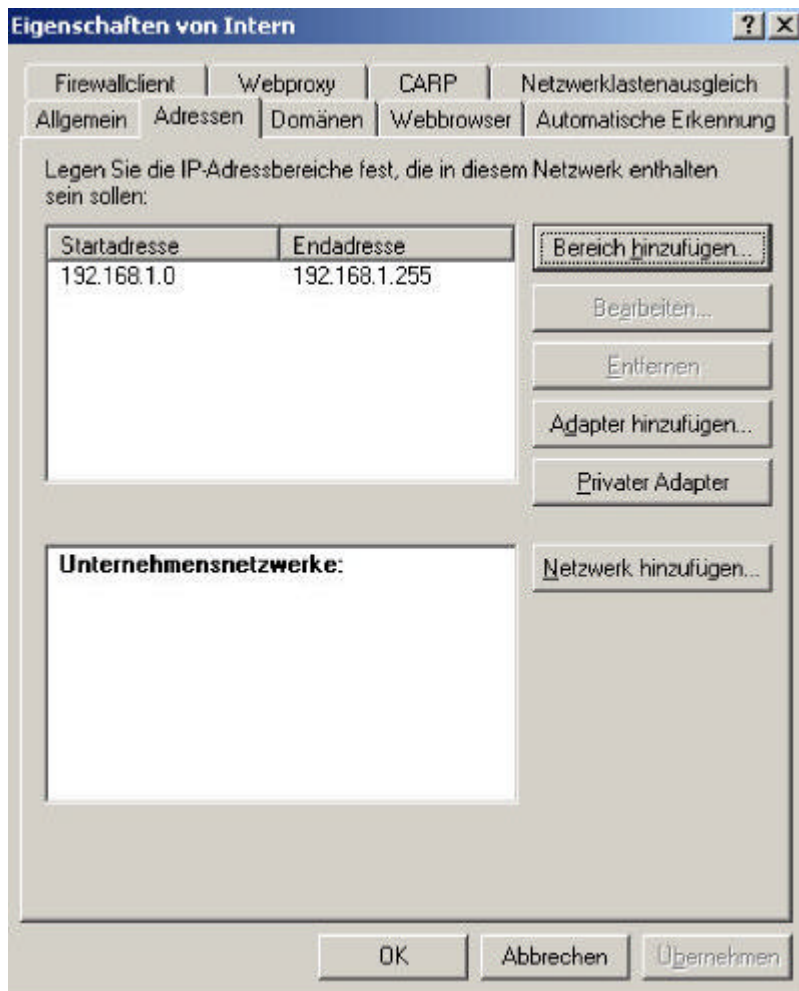 Eigenschaften von Intern
Firewallclient Webproxy CARP Netzwerklastenausgleich
Allgemein Adressen Domänen Webbrowser Automatische Erkennung
Legen Sie die IP-Adressbereiche fest, die in diesem Netzwerk enthalten
sein sollen:
Startadresse Endadresse
192.168.1.0 192.168.1.255
Bereich hinzufügen...
Bearbeiten...
Entfernen
Adapter hinzufügen...
Privater Adapter
Unternehmensnetzwerke:
Netzwerk hinzufügen...
OK Abbrechen Übernehmen